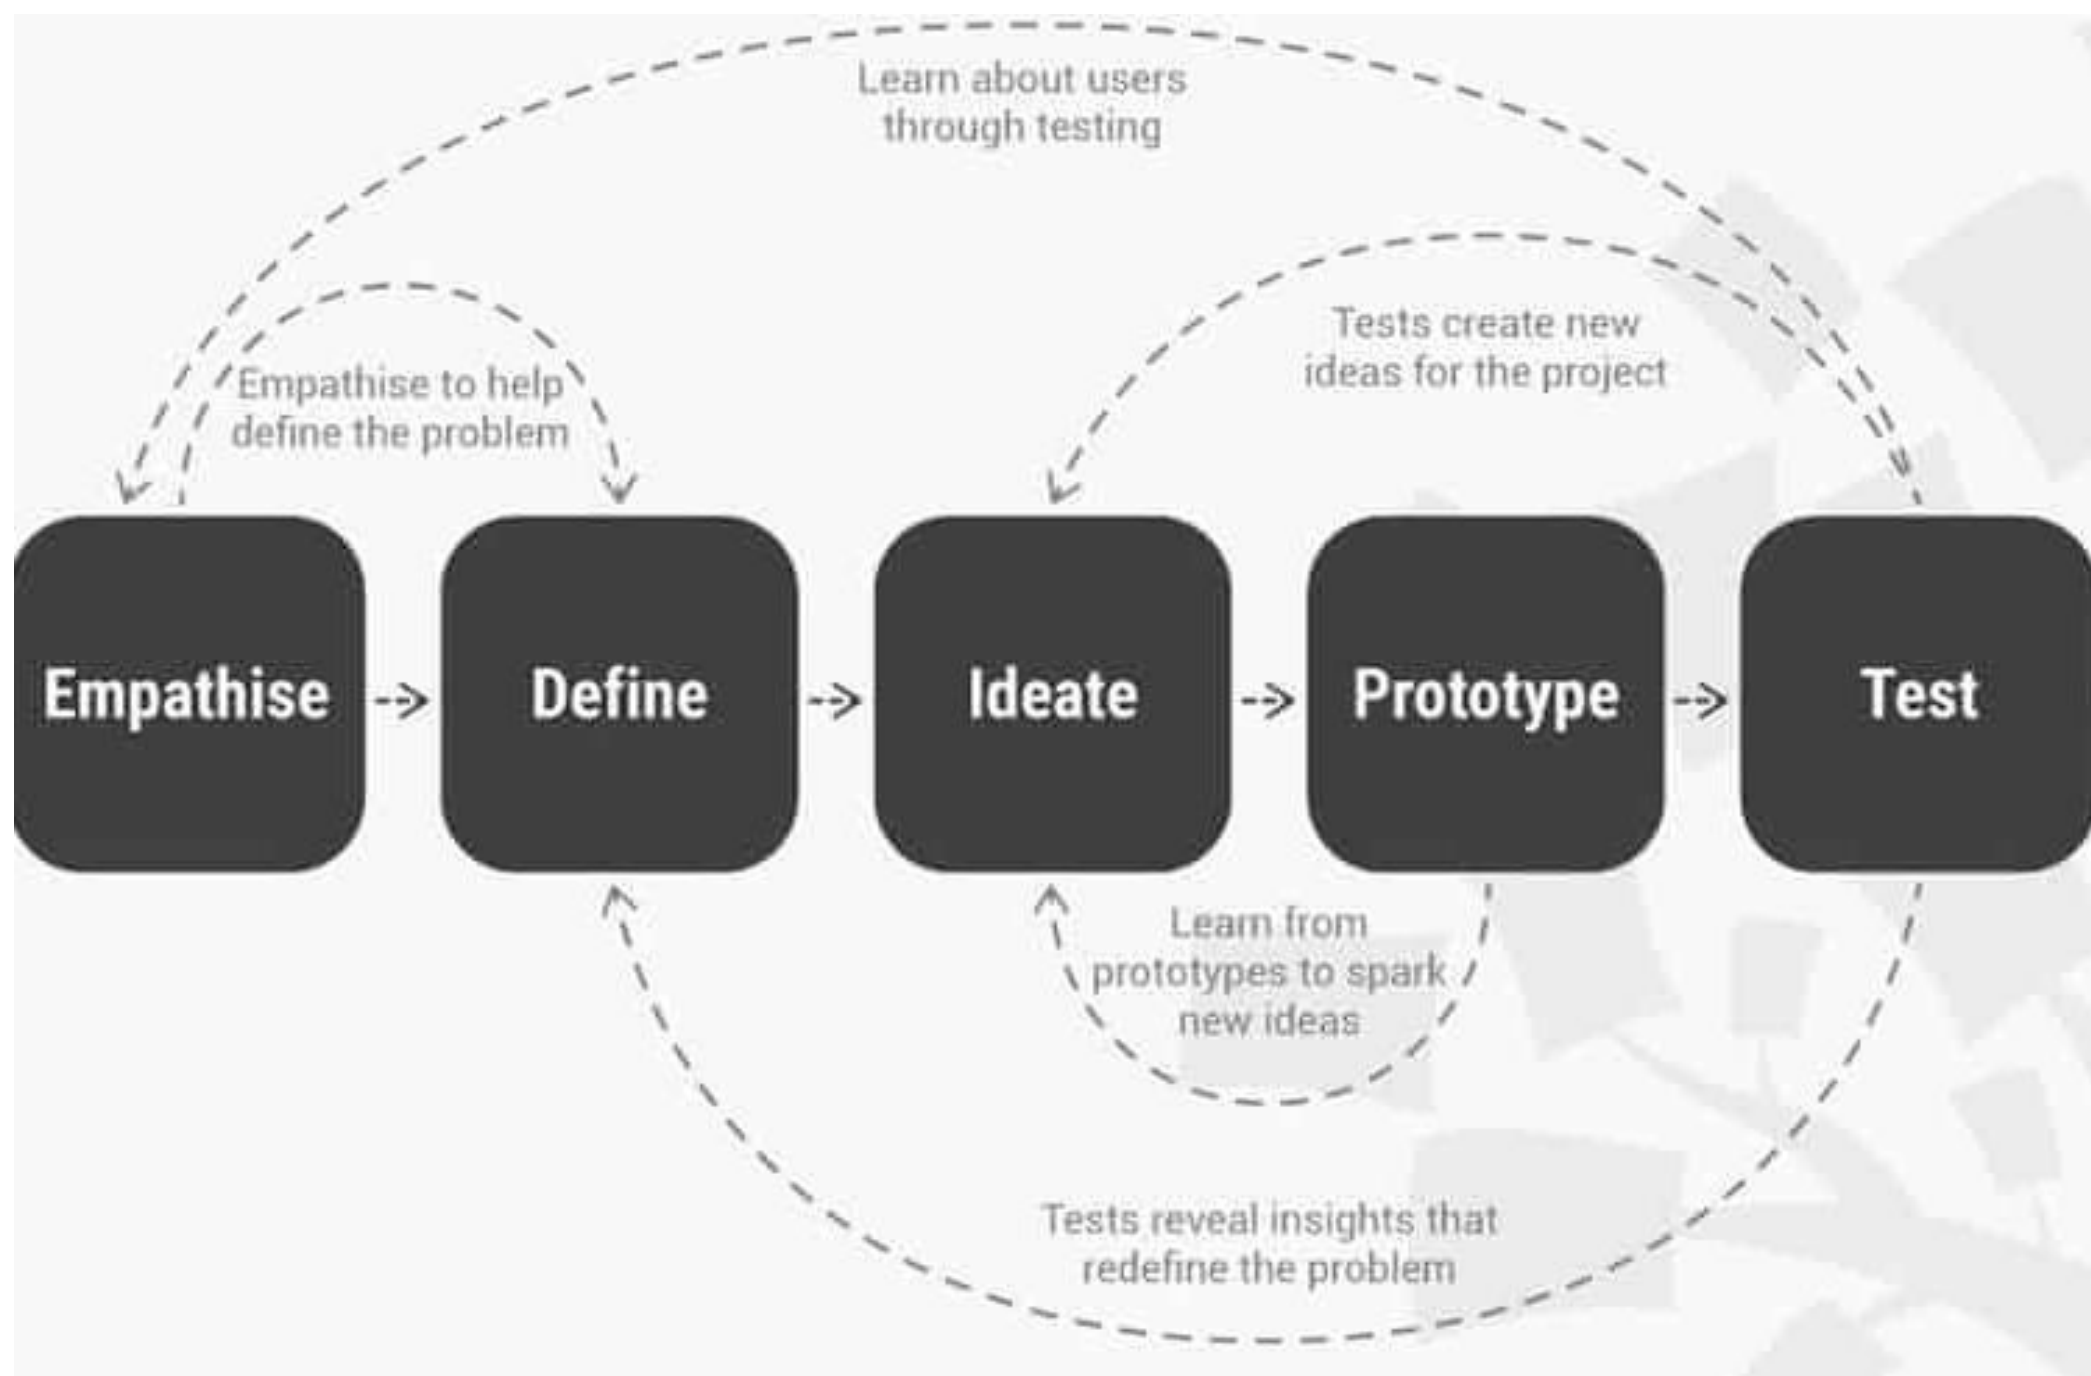 Learn about users
through testing
Tests create new
ideas for the project
Empathise to help
define the problem
Empathise
Define
Ideate
Prototype
Test
Learn from
prototypes to spark
new ideas
Tests reveal insights that
redefine the problem